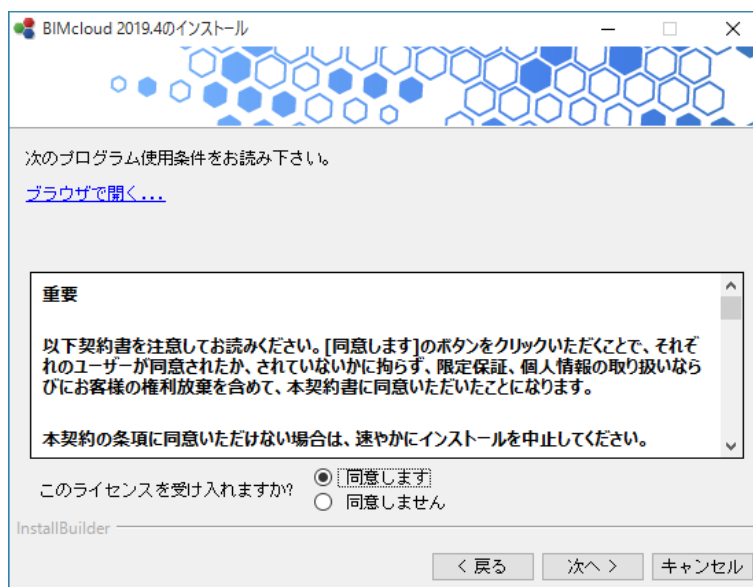 BIMcloud 2019.4のインストール
次のプログラム使用条件をお読み下さい。
ブラウザで開く...
重要
以下契約書を注意してお読みください。[同意します]のボタンをクリックいただくことで、それぞ
れのユーザーが同意されたか、されていないかに拘らず、限定保証、個人情報の取り扱いなら
びにお客様の権利放棄を含めて、本契約書に同意いただいたことになります。
本契約の条項に同意いただけない場合は、速やかにインストールを中止してください。
このライセンスを受け入れますか?
同意します
同意しません
InstallBuilder
< 戻る
次へ >
キャンセル